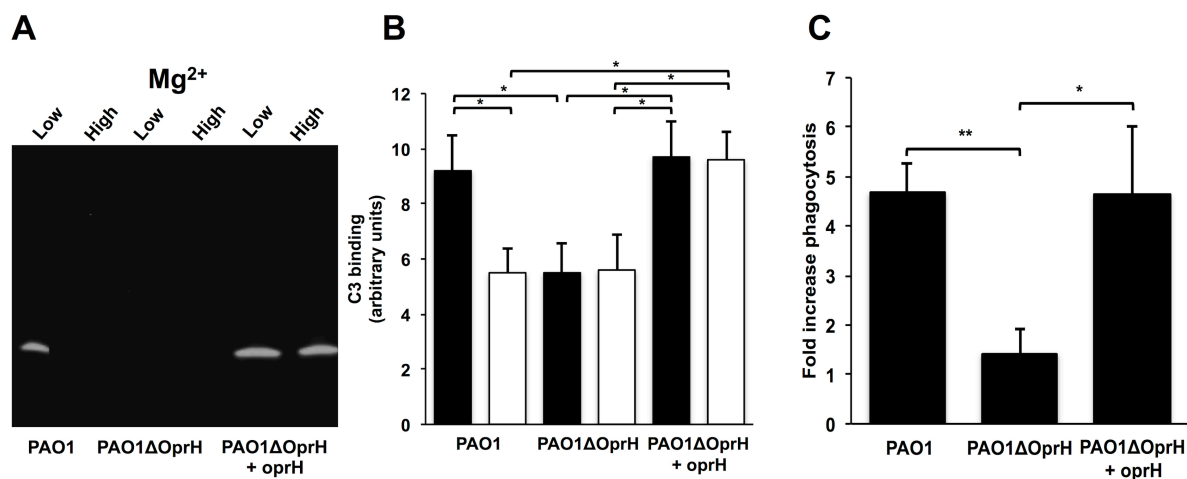 A
Mg2+
Low High Low High Low High
PAO1 PAO1ΔOprH PAO1ΔOprH
+ oprH
B
C3 binding
(arbitrary units)
12
10
8
6
4
2
0
*
*
*
*
*
*
PAO1 PAO1ΔOprH PAO1ΔOprH
+ oprH
C
Fold increase phagocytosis
7
6
5
4
3
2
1
0
**
*
PAO1 PAO1ΔOprH PAO1ΔOprH
+ oprH